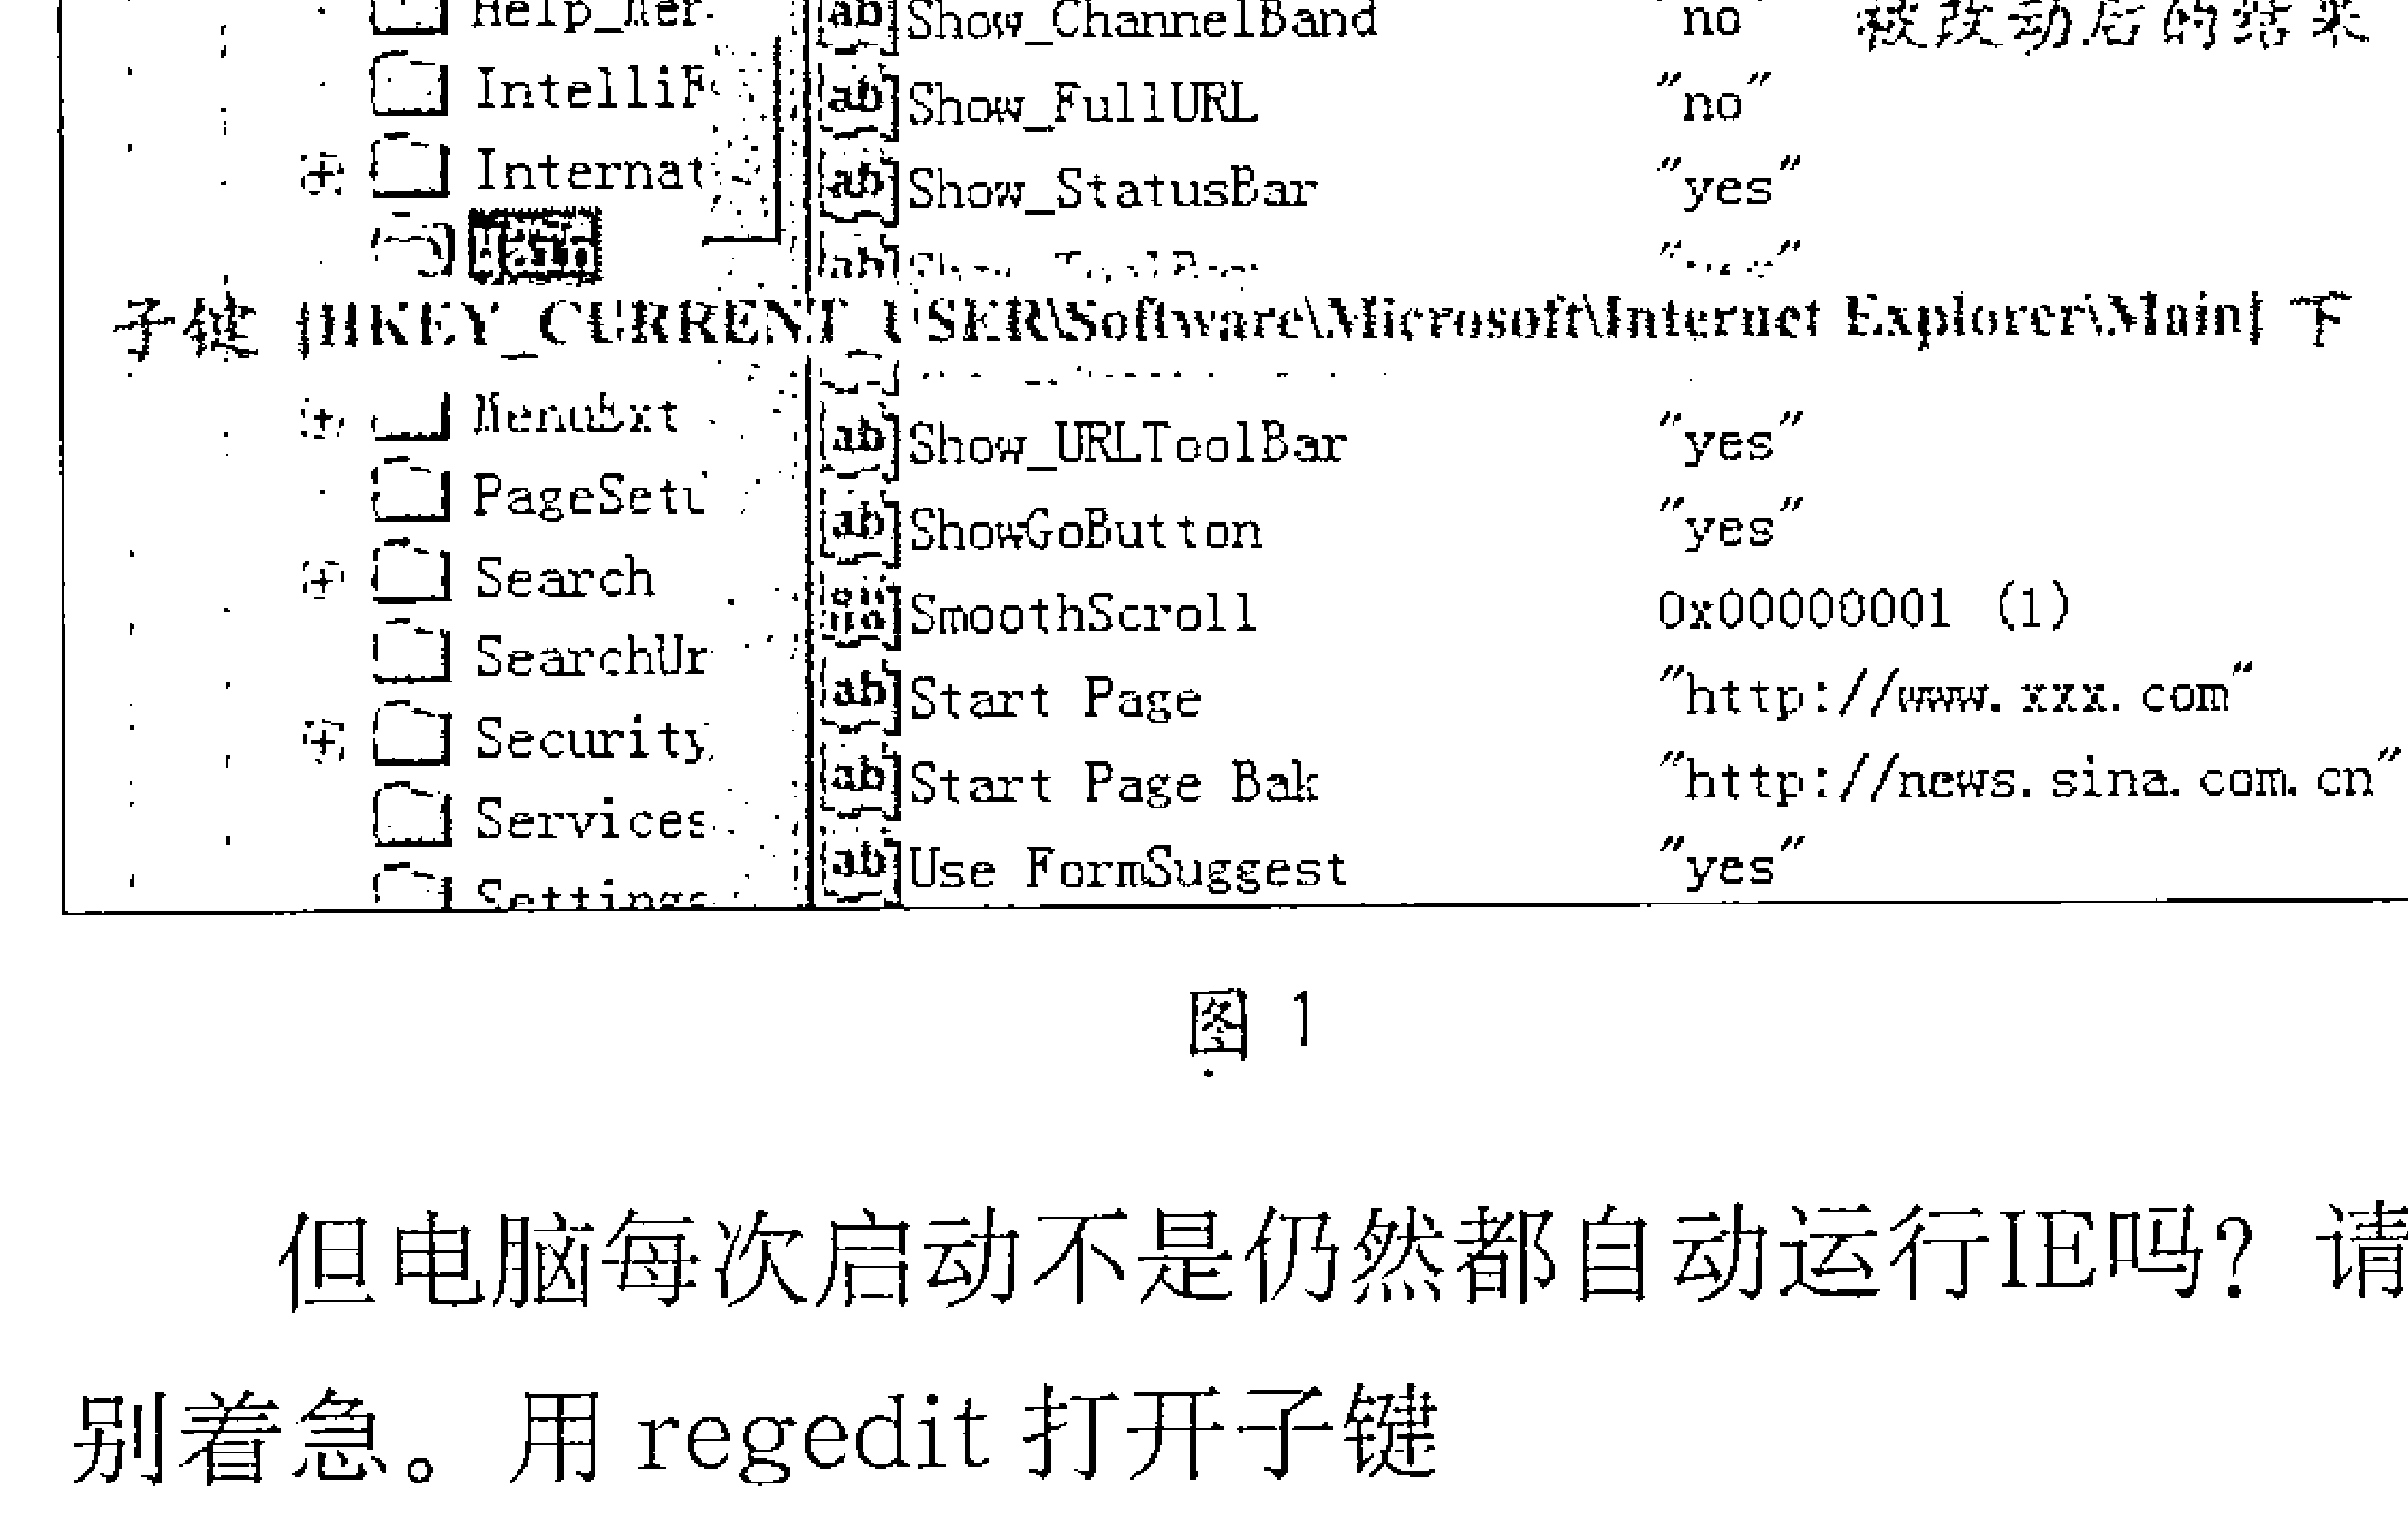 Show_ChannelBand "no" 被改动后的结果
Show_FullURL "no"
Internat Show_StatusBar "yes"
Main
子键 [HKEY_CURRENT_USER\Software\Microsoft\Internet Explorer\Main] 下
MenuExt Show_URLToolBar "yes"
PageSetu ShowGoButton "yes"
Search SmoothScroll 0x00000001 (1)
SearchUr Start Page "http://www.xxx.com"
Security Start Page Bak "http://news.sina.com.cn"
Services Use FormSuggest "yes"
Settings
图 1
但电脑每次启动不是仍然都自动运行IE吗？请
别着急。用 regedit 打开子键